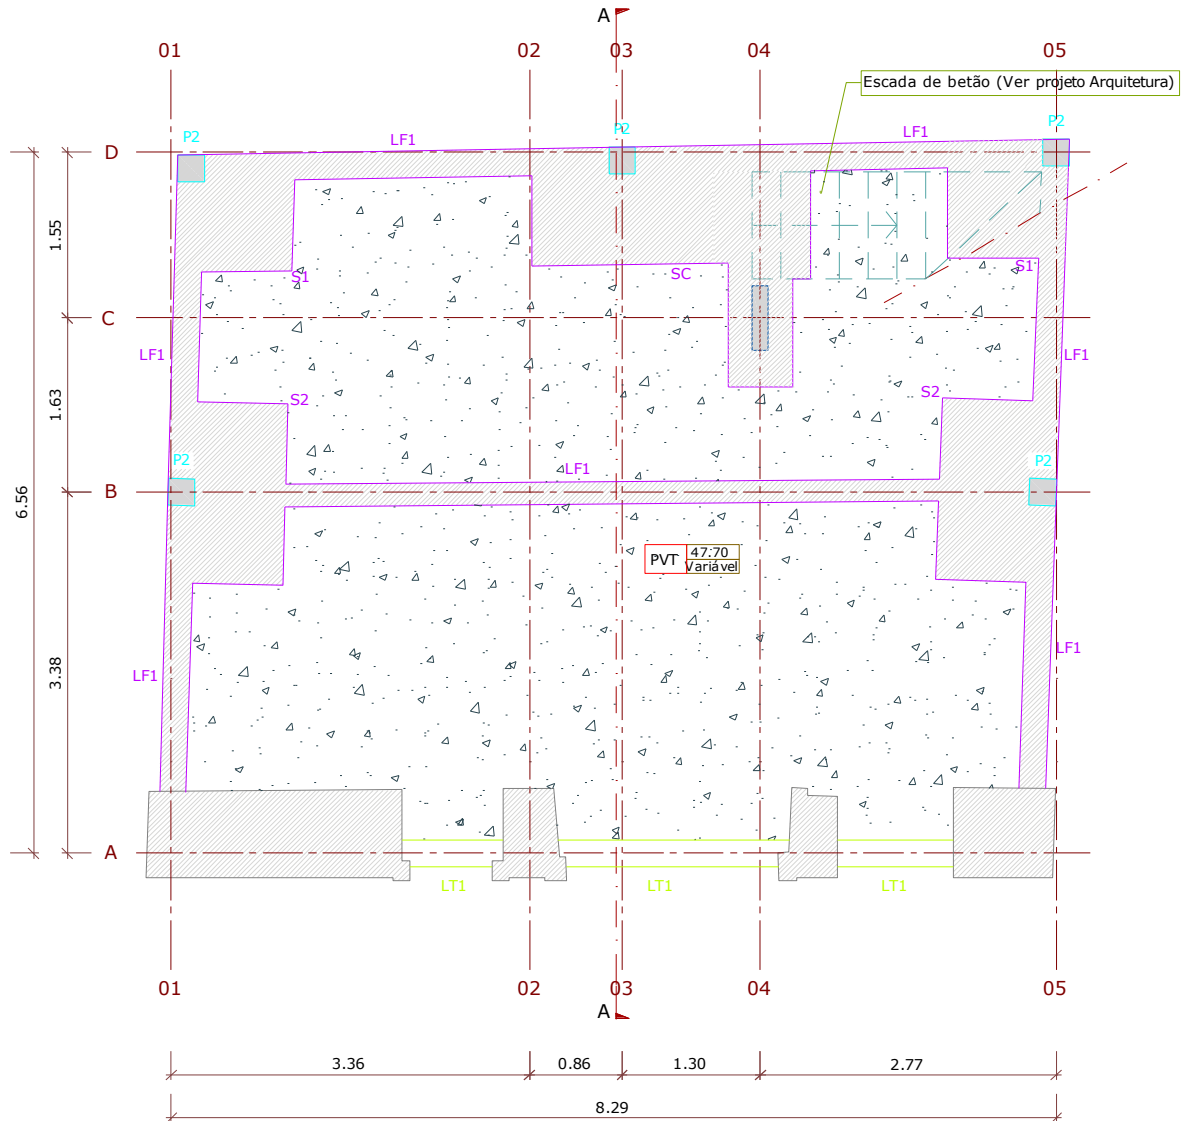 A
01
02
03
04
05
Escada de betão (Ver projeto Arquitetura)
P2
P2
P2
LF1
LF1
D
1.55
S1
SC
S1
C
LF1
LF1
1.63
S2
S2
P2
LF1
P2
6.56
B
PVT
47.70
Variável
3.38
LF1
LF1
A
LT1
LT1
LT1
01
02
03
04
05
A
3.36
0.86
1.30
2.77
8.29